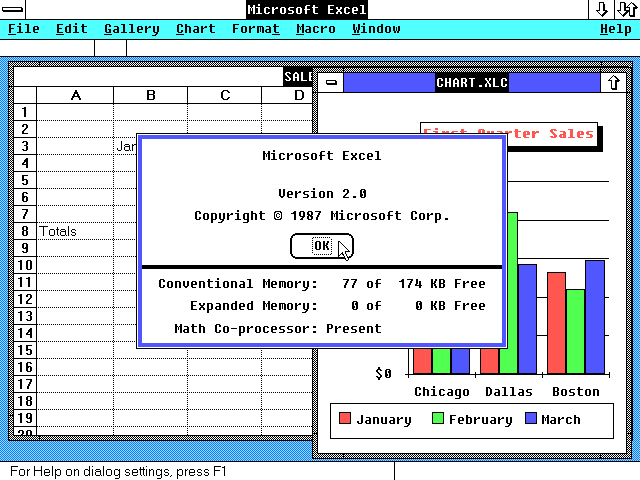 Microsoft Excel
File Edit Gallery Chart Format Macro Window Help
SALE
CHART.XLC
A B C D
1
2
3 Jan
4
5
6
7
8 Totals
9
10
11
12
13
14
15
16
17
18
19
20
First Quarter Sales
Microsoft Excel
Version 2.0
Copyright © 1987 Microsoft Corp.
OK
Conventional Memory: 77 of 174 KB Free
Expanded Memory: 0 of 0 KB Free
Math Co-processor: Present
$0
Chicago Dallas Boston
January February March
For Help on dialog settings, press F1